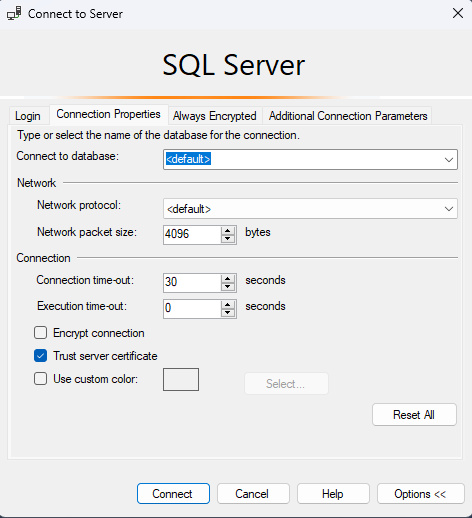 Connect to Server
SQL Server
Login Connection Properties Always Encrypted Additional Connection Parameters
Type or select the name of the database for the connection.
Connect to database: <default>
Network
Network protocol: <default>
Network packet size: 4096 bytes
Connection
Connection time-out: 30 seconds
Execution time-out: 0 seconds
Encrypt connection
Trust server certificate
Use custom color: Select...
Reset All
Connect Cancel Help Options <<